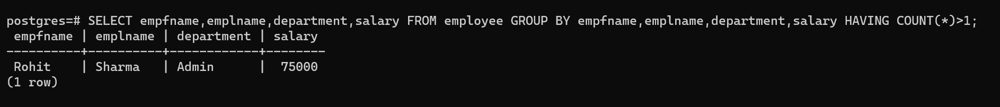 postgres=# SELECT empfname,emplname,department,salary FROM employee GROUP BY empfname,emplname,department,salary HAVING COUNT(*)>1;
 empfname | emplname | department | salary
----------+----------+------------+--------
 Rohit    | Sharma   | Admin      |  75000
(1 row)